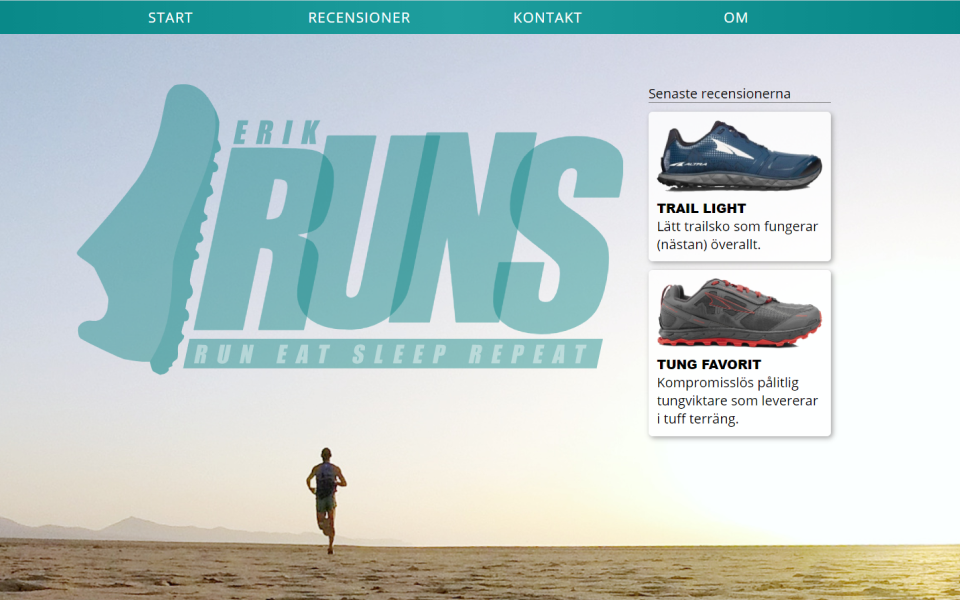 START
RECENSIONER
KONTAKT
OM
ERIK
RUNS
RUN EAT SLEEP REPEAT
Senaste recensionerna
ALTRA
TRAIL LIGHT
Lätt trailsko som fungerar
(nästan) överallt.
TUNG FAVORIT
Kompromisslös pålitlig
tungviktare som levererar
i tuff terräng.